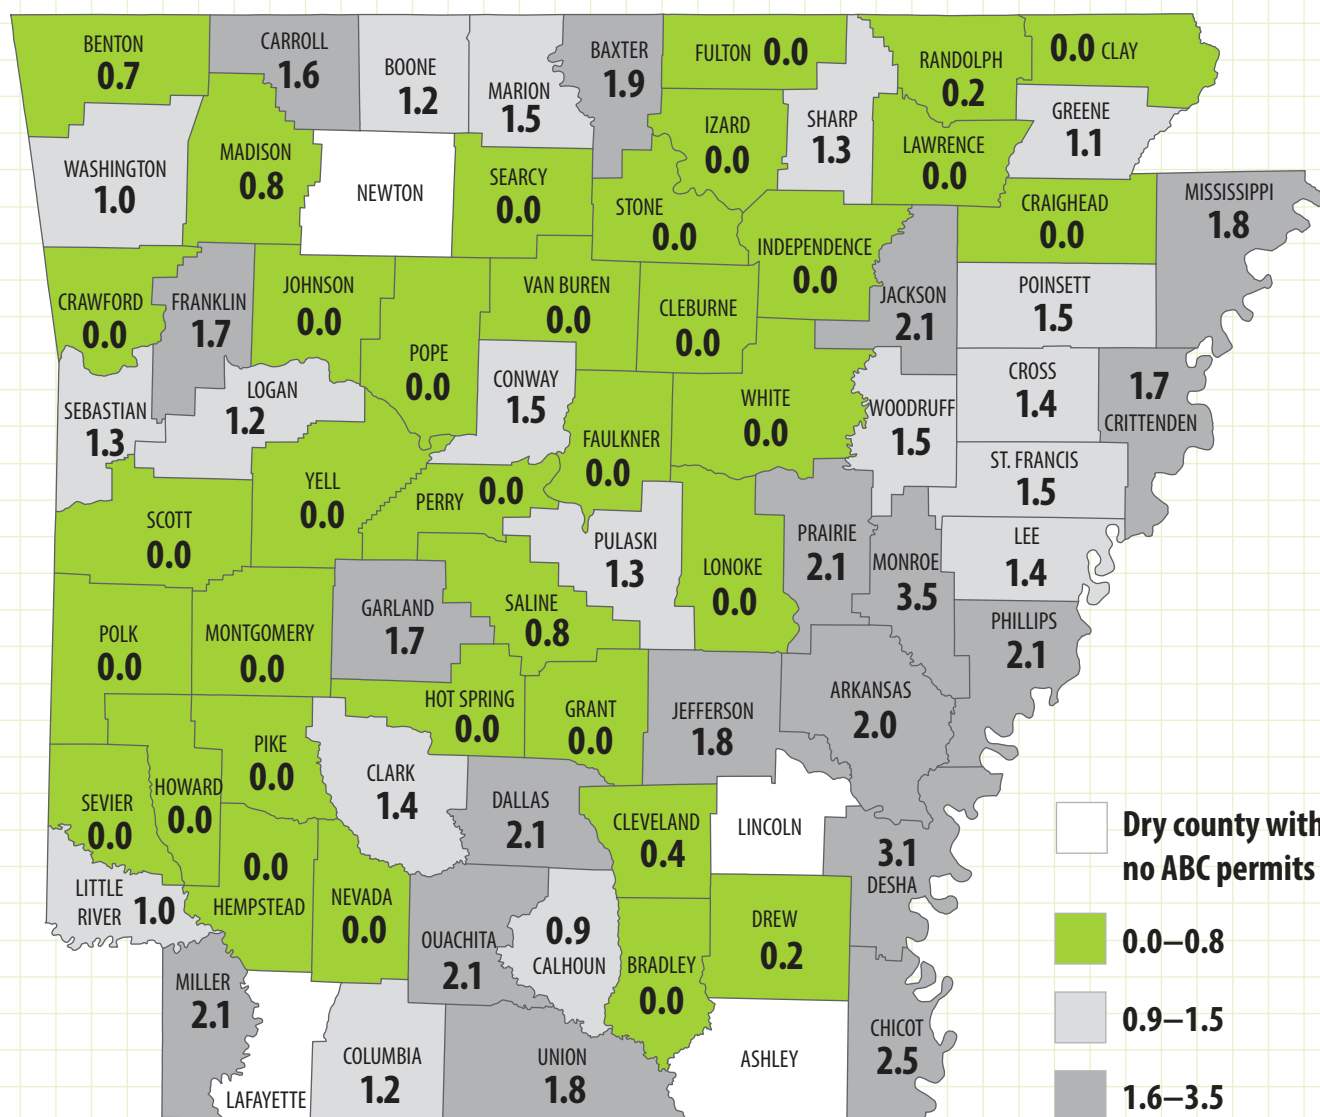 BENTON
0.7
CARROLL
1.6
BOONE
1.2
MARION
1.5
BAXTER
1.9
FULTON 0.0
RANDOLPH
0.2
0.0 CLAY
GREENE
1.1
SHARP
1.3
IZARD
0.0
LAWRENCE
0.0
WASHINGTON
1.0
MADISON
0.8
NEWTON
SEARCY
0.0
STONE
0.0
INDEPENDENCE
0.0
CRAIGHEAD
0.0
MISSISSIPPI
1.8
CRAWFORD
0.0
FRANKLIN
1.7
JOHNSON
0.0
POPE
0.0
VAN BUREN
0.0
CLEBURNE
0.0
JACKSON
2.1
POINSETT
1.5
SEBASTIAN
1.3
LOGAN
1.2
CONWAY
1.5
FAULKNER
0.0
WHITE
0.0
WOODRUFF
1.5
CROSS
1.4
1.7
CRITTENDEN
ST. FRANCIS
1.5
SCOTT
0.0
YELL
0.0
PERRY 0.0
PULASKI
1.3
LONOKE
0.0
PRAIRIE
2.1
MONROE
3.5
LEE
1.4
PHILLIPS
2.1
POLK
0.0
MONTGOMERY
0.0
GARLAND
1.7
SALINE
0.8
HOT SPRING
0.0
GRANT
0.0
JEFFERSON
1.8
ARKANSAS
2.0
SEVIER
0.0
HOWARD
0.0
PIKE
0.0
CLARK
1.4
DALLAS
2.1
CLEVELAND
0.4
LINCOLN
3.1
DESHA
LITTLE
RIVER 1.0
0.0
HEMPSTEAD
NEVADA
0.0
OUACHITA
2.1
0.9
CALHOUN
BRADLEY
0.0
DREW
0.2
MILLER
2.1
LAFAYETTE
COLUMBIA
1.2
UNION
1.8
ASHLEY
CHICOT
2.5
Dry county with
no ABC permits
0.0–0.8
0.9–1.5
1.6–3.5